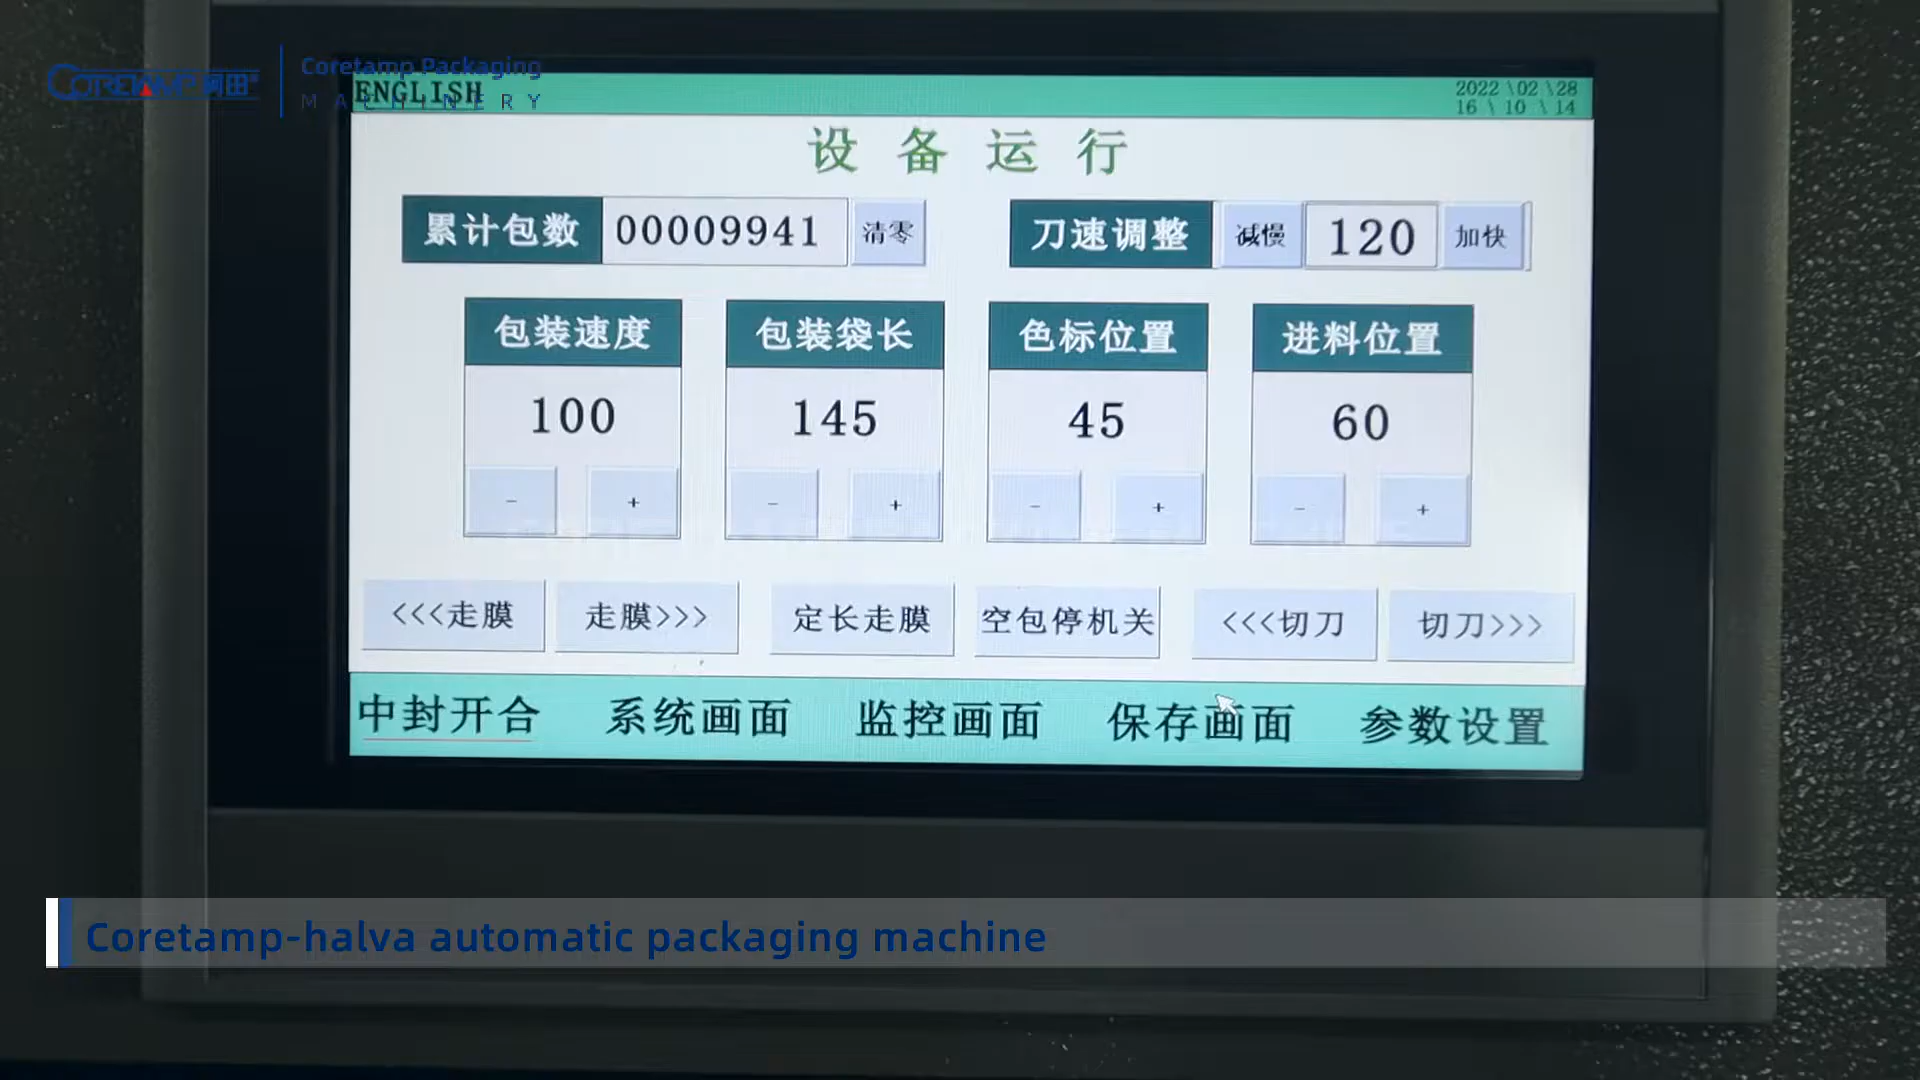 CORETAMP 珂田
Coretamp Packaging
MACHINERY
ENGLISH
2022\02\28
16\10\14
设备运行
累计包数 00009941 清零
刀速调整 减慢 120 加快
包装速度 包装袋长 色标位置 进料位置
100 145 45 60
- + - + - + - +
<<<走膜 走膜>>> 定长走膜 空包停机关 <<<切刀 切刀>>>
中封开合 系统画面 监控画面 保存画面 参数设置
Coretamp-halva automatic packaging machine